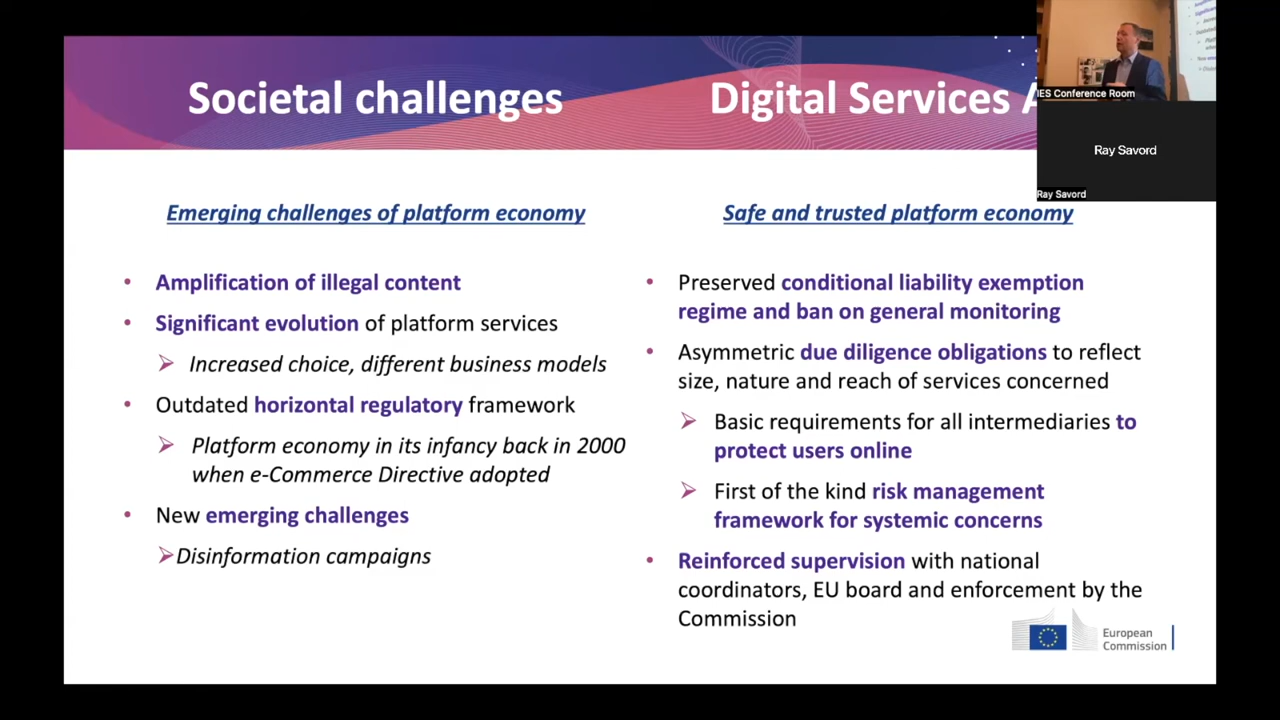 Societal challenges
Digital Services
Emerging challenges of platform economy
• Amplification of illegal content
• Significant evolution of platform services
➢ Increased choice, different business models
• Outdated horizontal regulatory framework
➢ Platform economy in its infancy back in 2000
when e-Commerce Directive adopted
• New emerging challenges
➢ Disinformation campaigns
Safe and trusted platform economy
• Preserved conditional liability exemption
regime and ban on general monitoring
• Asymmetric due diligence obligations to reflect
size, nature and reach of services concerned
➢ Basic requirements for all intermediaries to
protect users online
➢ First of the kind risk management
framework for systemic concerns
• Reinforced supervision with national
coordinators, EU board and enforcement by the
Commission
European
Commission
IES Conference Room
Ray Savord
Ray Savord